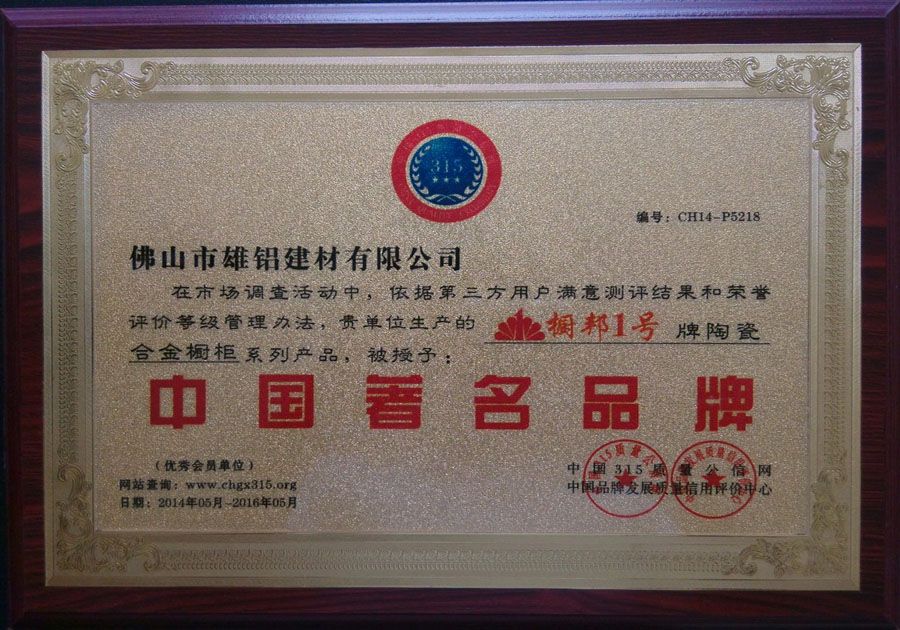 315
编号：CH14-P5218
佛山市雄铝建材有限公司
在市场调查活动中，依据第三方用户满意测评结果和荣誉
评价等级管理办法，贵单位生产的 橱邦1号 牌陶瓷
合金橱柜系列产品，被授予：
中国著名品牌
（优秀会员单位）
网站查询：www.chgx315.org
日期：2014年05月－2016年05月
中国315质量公信网
中国品牌发展质量信用评价中心